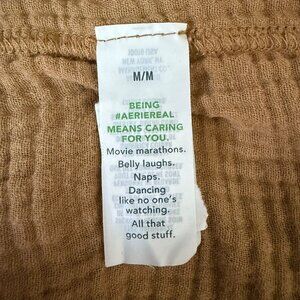 M/M
BEING
#AERIEREAL
MEANS CARING
FOR YOU.
Movie marathons.
Belly laughs.
Naps.
Dancing
like no one's
watching.
All that
good stuff.